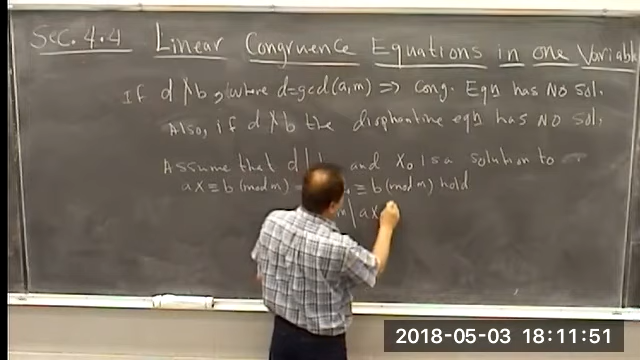 Sec. 4.4 Linear Congruence Equations in one Variable
If d ∤ b, where d=gcd(a,m) ⇒ Cong. Eqn has NO sol.
Also, if d ∤ b the diophentine eqn has NO sol.
Assume that d | and x₀ is a solution to
ax ≡ b (mod m) ≡ b (mod m) hold
m | ax
2018-05-03 18:11:51